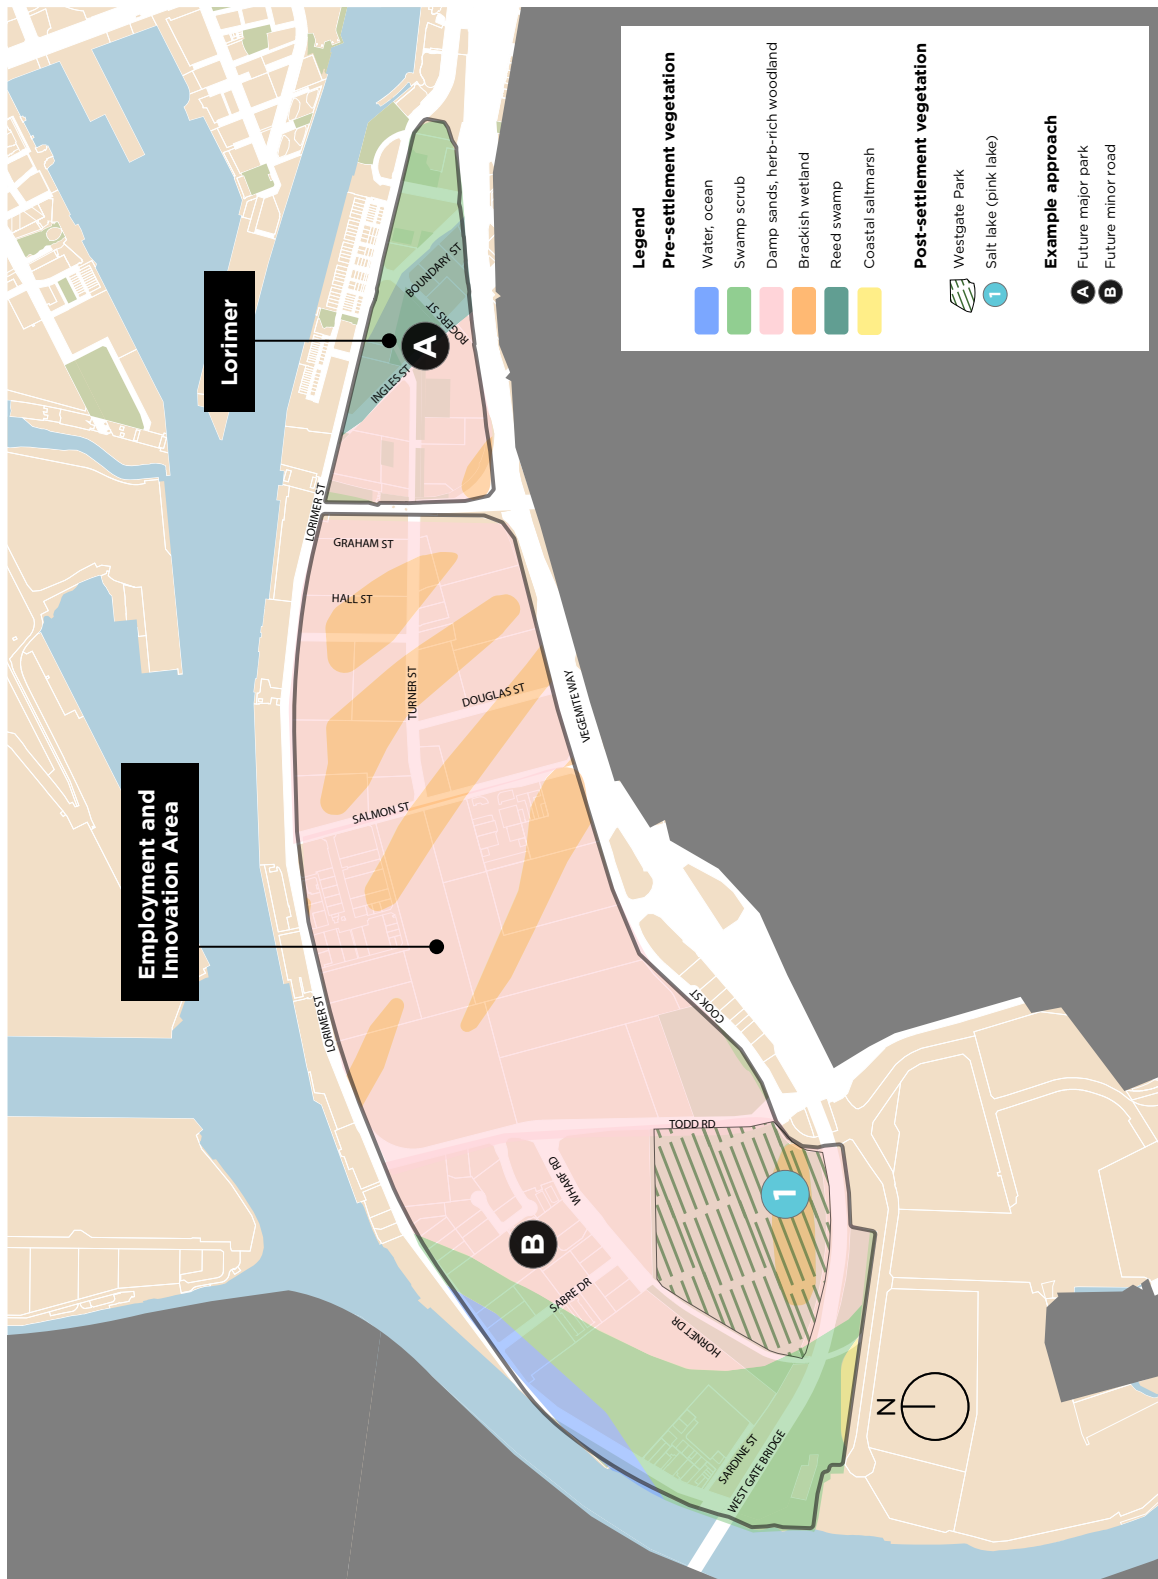 Lorimer
Employment and
Innovation Area
LORIMER ST
BOUNDARY ST
ROGERS ST
INGLES ST
A
GRAHAM ST
HALL ST
TURNER ST
DOUGLAS ST
VEGEMITE WAY
SALMON ST
LORIMER ST
COOK ST
TODD RD
WHARF RD
B
1
SABRE DR
HORNET DR
SARDINE ST
WEST GATE BRIDGE
N
Legend
Pre-settlement vegetation
Water, ocean
Swamp scrub
Damp sands, herb-rich woodland
Brackish wetland
Reed swamp
Coastal saltmarsh
Post-settlement vegetation
Westgate Park
1 Salt lake (pink lake)
Example approach
A Future major park
B Future minor road